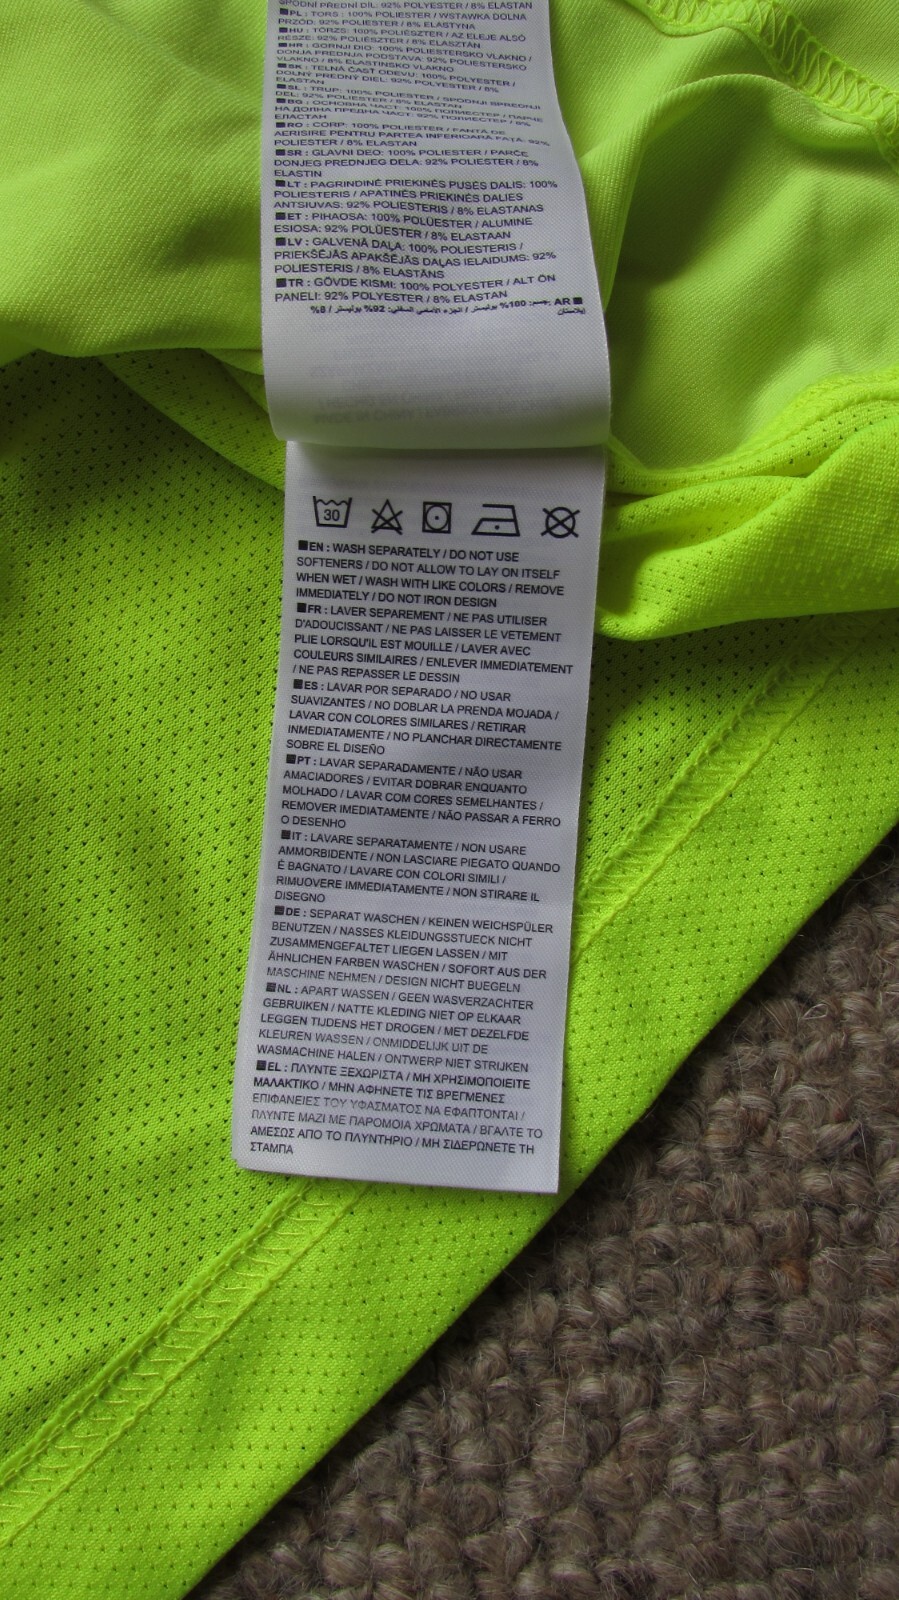 SPODNÍ PŘEDNÍ DÍL: 92% POLYESTER / 8% ELASTAN
■PL : TORS : 100% POLIESTER / WSTAWKA DOLNA
PRZÓD: 92% POLIESTER / 8% ELASTYNA
■HU : TÖRZS: 100% POLIÉSZTER / AZ ELEJE ALSÓ
RÉSZE: 92% POLIÉSZTER / 8% ELASZTÁN
■HR : GORNJI DIO: 100% POLIESTERSKO VLAKNO /
DONJA PREDNJA PODSTAVA: 92% POLIESTERSKO
VLAKNO / 8% ELASTINSKO VLAKNO
■SK : TELNÁ ČASŤ ODEVU: 100% POLYESTER /
DOLNÝ PREDNÝ DIEL: 92% POLYESTER / 8%
ELASTAN
■SL : TRUP: 100% POLIESTER / SPODNJI SPREDNJI
DEL: 92% POLIESTER / 8% ELASTAN
■BG : ОСНОВНА ЧАСТ: 100% ПОЛИЕСТЕР / ПАРЧЕ
НА ДОЛНА ПРЕДНА ЧАСТ: 92% ПОЛИЕСТЕР / 8%
ЕЛАСТАН
■RO : CORP: 100% POLIESTER / FANTĂ DE
AERISIRE PENTRU PARTEA INFERIOARĂ FAȚĂ: 92%
POLIESTER / 8% ELASTAN
■SR : GLAVNI DEO: 100% POLIESTER / PARČE
DONJEG PREDNJEG DELA: 92% POLIESTER / 8%
ELASTIN
■LT : PAGRINDINĖ PRIEKINĖS PUSĖS DALIS: 100%
POLIESTERIS / APATINĖS PRIEKINĖS DALIES
ANTSIUVAS: 92% POLIESTERIS / 8% ELASTANAS
■ET : PIHAOSA: 100% POLÜESTER / ALUMINE
ESIOSA: 92% POLÜESTER / 8% ELASTAAN
■LV : GALVENĀ DAĻA: 100% POLIESTERIS /
PRIEKŠĒJĀS APAKŠĒJĀS DAĻAS IELAIDUMS: 92%
POLIESTERIS / 8% ELASTĀNS
■TR : GÖVDE KISMI: 100% POLYESTER / ALT ÖN
PANELI: 92% POLYESTER / 8% ELASTAN
■AR : جسم: 100% بوليستر / الجزء الأمامي السفلي: 92% بوليستر / 8%
إيلاستان
30
■EN : WASH SEPARATELY / DO NOT USE
SOFTENERS / DO NOT ALLOW TO LAY ON ITSELF
WHEN WET / WASH WITH LIKE COLORS / REMOVE
IMMEDIATELY / DO NOT IRON DESIGN
■FR : LAVER SEPAREMENT / NE PAS UTILISER
D'ADOUCISSANT / NE PAS LAISSER LE VETEMENT
PLIE LORSQU'IL EST MOUILLE / LAVER AVEC
COULEURS SIMILAIRES / ENLEVER IMMEDIATEMENT
/ NE PAS REPASSER LE DESSIN
■ES : LAVAR POR SEPARADO / NO USAR
SUAVIZANTES / NO DOBLAR LA PRENDA MOJADA /
LAVAR CON COLORES SIMILARES / RETIRAR
INMEDIATAMENTE / NO PLANCHAR DIRECTAMENTE
SOBRE EL DISEÑO
■PT : LAVAR SEPARADAMENTE / NÃO USAR
AMACIADORES / EVITAR DOBRAR ENQUANTO
MOLHADO / LAVAR COM CORES SEMELHANTES /
REMOVER IMEDIATAMENTE / NÃO PASSAR A FERRO
O DESENHO
■IT : LAVARE SEPARATAMENTE / NON USARE
AMMORBIDENTE / NON LASCIARE PIEGATO QUANDO
È BAGNATO / LAVARE CON COLORI SIMILI /
RIMUOVERE IMMEDIATAMENTE / NON STIRARE IL
DISEGNO
■DE : SEPARAT WASCHEN / KEINEN WEICHSPÜLER
BENUTZEN / NASSES KLEIDUNGSSTUECK NICHT
ZUSAMMENGEFALTET LIEGEN LASSEN / MIT
ÄHNLICHEN FARBEN WASCHEN / SOFORT AUS DER
MASCHINE NEHMEN / DESIGN NICHT BUEGELN
■NL : APART WASSEN / GEEN WASVERZACHTER
GEBRUIKEN / NATTE KLEDING NIET OP ELKAAR
LEGGEN TIJDENS HET DROGEN / MET DEZELFDE
KLEUREN WASSEN / ONMIDDELIJK UIT DE
WASMACHINE HALEN / ONTWERP NIET STRIJKEN
■EL : ΠΛΥΝΤΕ ΞΕΧΩΡΙΣΤΑ / ΜΗ ΧΡΗΣΙΜΟΠΟΙΕΙΤΕ
ΜΑΛΑΚΤΙΚΟ / ΜΗΝ ΑΦΗΝΕΤΕ ΤΙΣ ΒΡΕΓΜΕΝΕΣ
ΕΠΙΦΑΝΕΙΕΣ ΤΟΥ ΥΦΑΣΜΑΤΟΣ ΝΑ ΕΦΑΠΤΟΝΤΑΙ /
ΠΛΥΝΤΕ ΜΑΖΙ ΜΕ ΠΑΡΟΜΟΙΑ ΧΡΩΜΑΤΑ / ΒΓΑΛΤΕ ΤΟ
ΑΜΕΣΩΣ ΑΠΟ ΤΟ ΠΛΥΝΤΗΡΙΟ / ΜΗ ΣΙΔΕΡΩΝΕΤΕ ΤΗ
ΣΤΑΜΠΑ